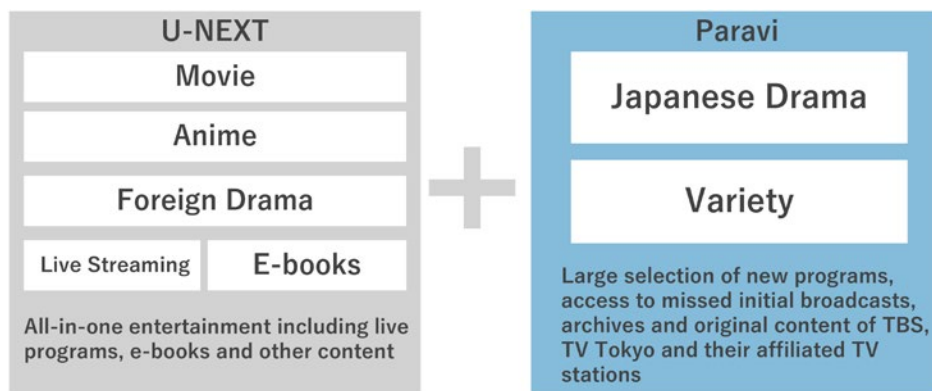 U-NEXT
Movie
Anime
Foreign Drama
Live Streaming
E-books
All-in-one entertainment including live
programs, e-books and other content
+
Paravi
Japanese Drama
Variety
Large selection of new programs,
access to missed initial broadcasts,
archives and original content of TBS,
TV Tokyo and their affiliated TV
stations